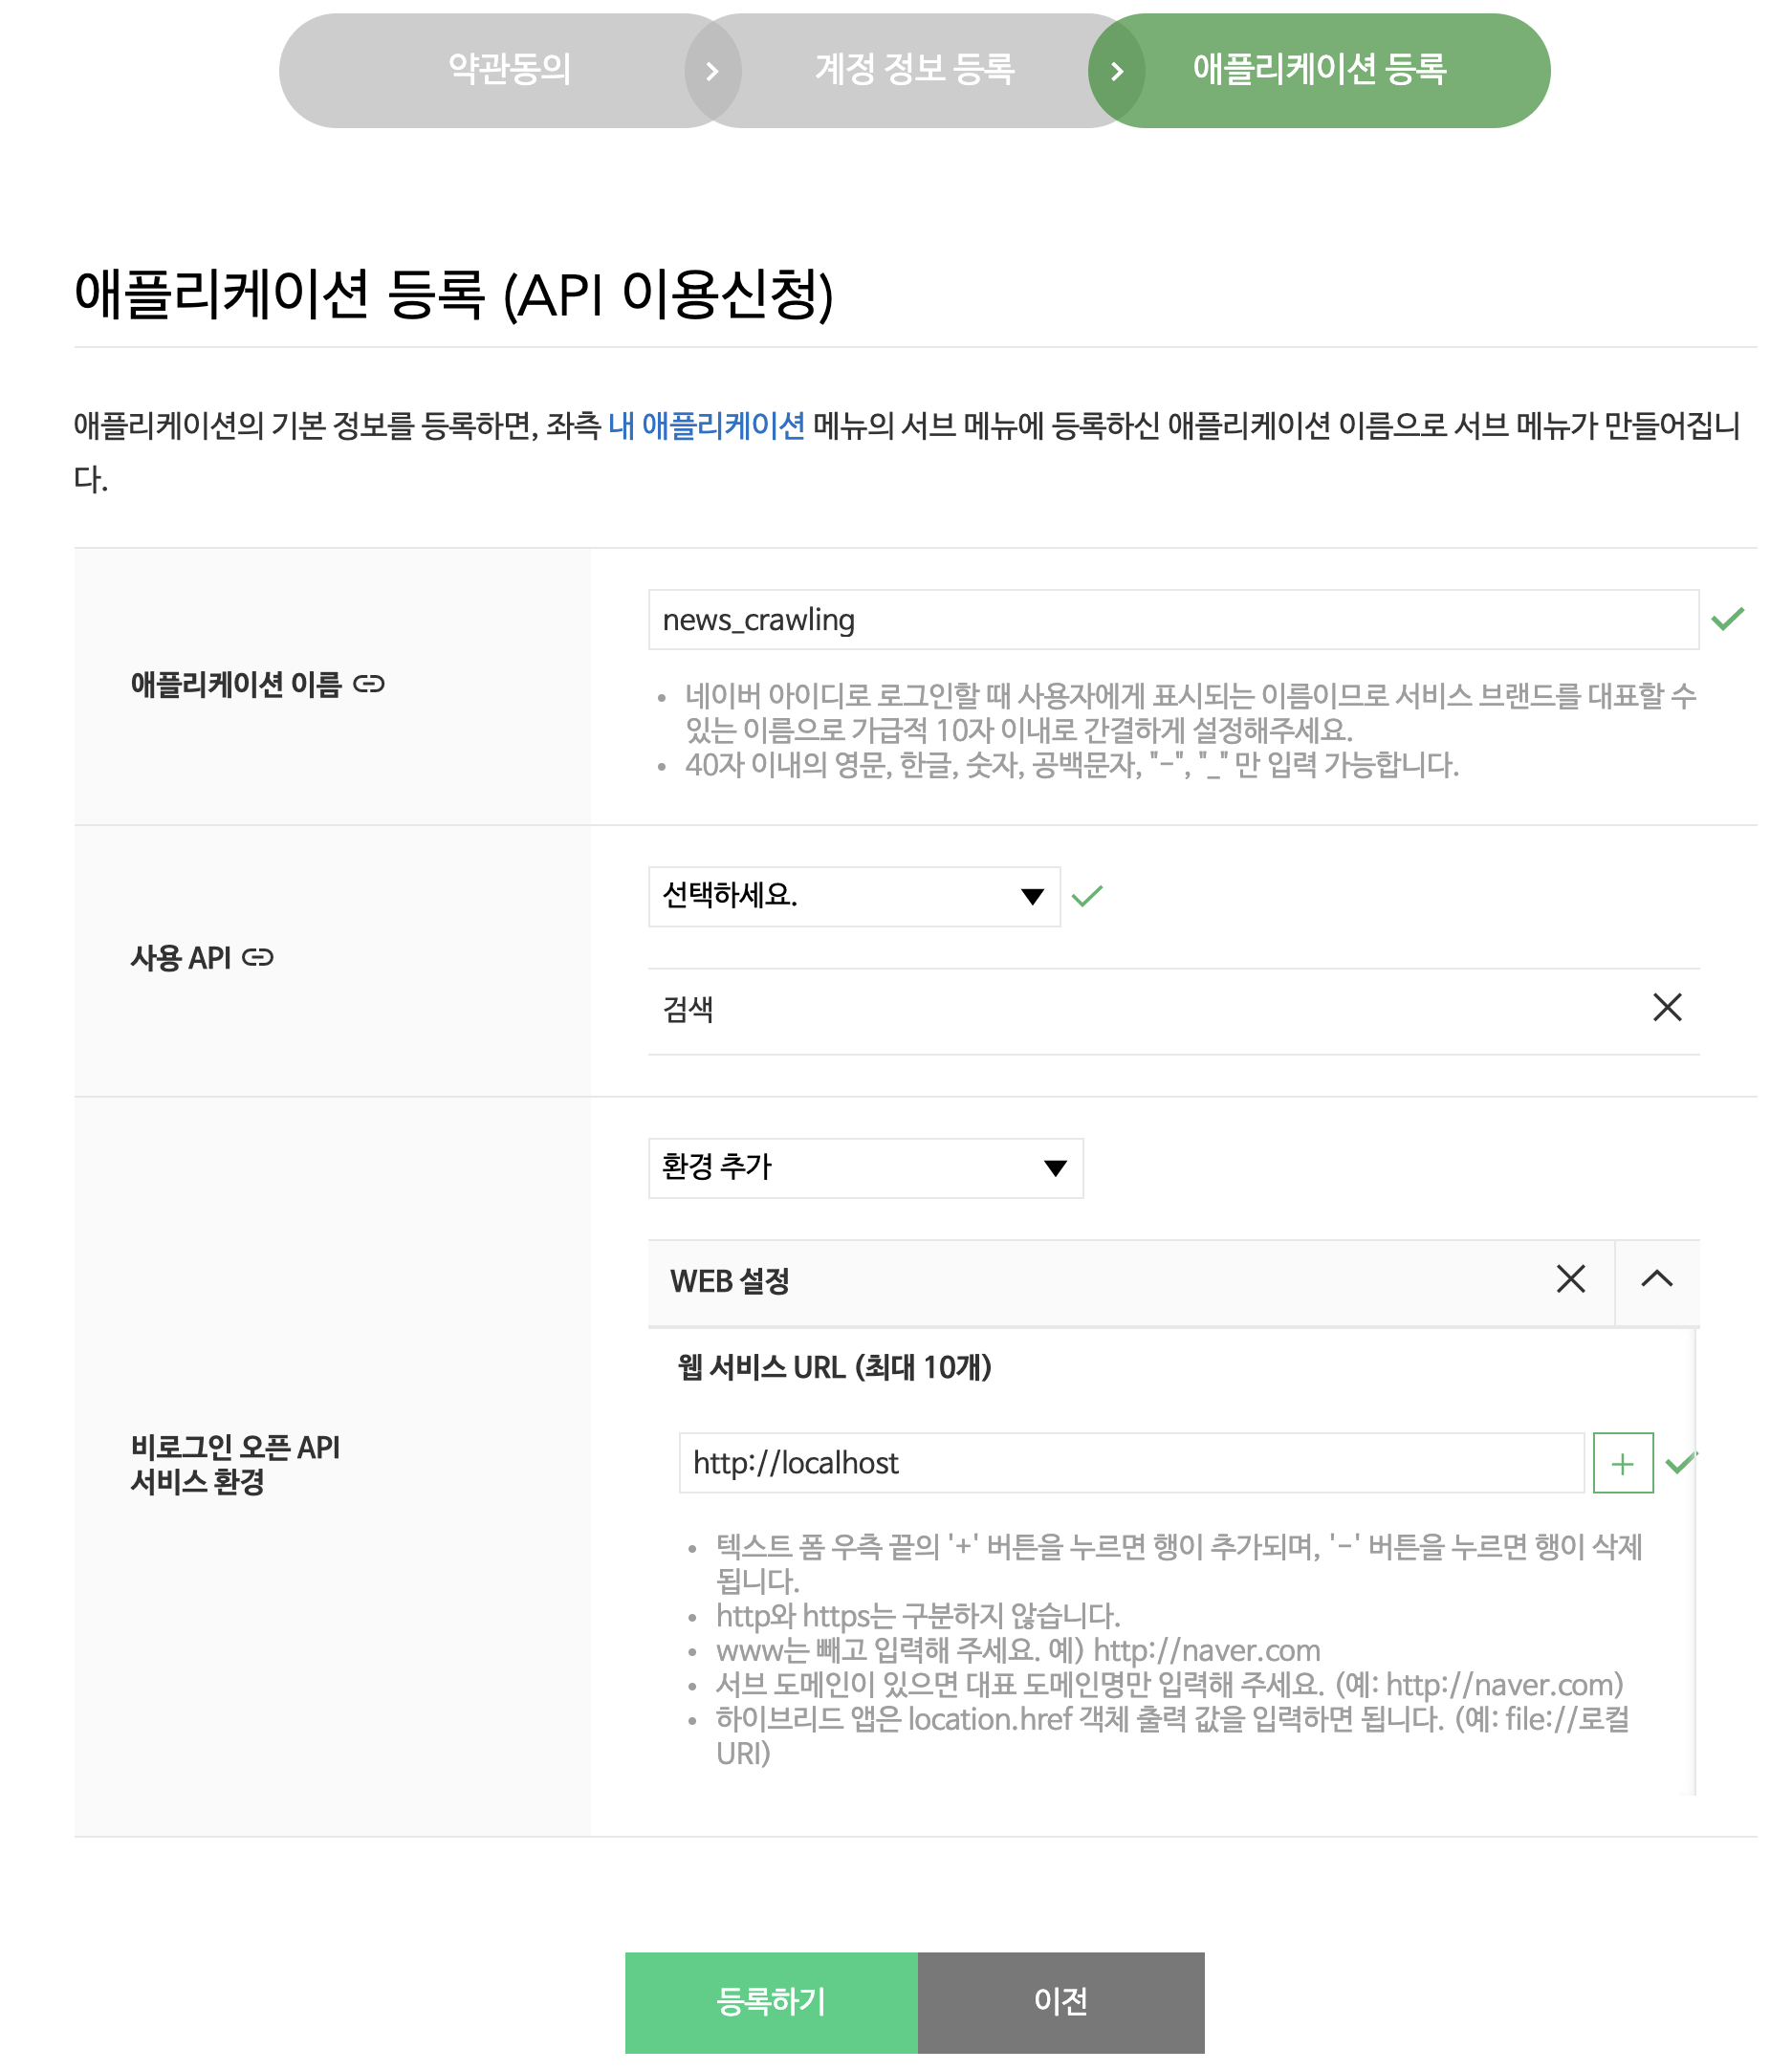 약관동의
계정 정보 등록
애플리케이션 등록
애플리케이션 등록 (API 이용신청)
애플리케이션의 기본 정보를 등록하면, 좌측 내 애플리케이션 메뉴의 서브 메뉴에 등록하신 애플리케이션 이름으로 서브 메뉴가 만들어집니
다.
애플리케이션 이름
news_crawling
네이버 아이디로 로그인할 때 사용자에게 표시되는 이름이므로 서비스 브랜드를 대표할 수
있는 이름으로 가급적 10자 이내로 간결하게 설정해주세요.
40자 이내의 영문, 한글, 숫자, 공백문자, "-", "_" 만 입력 가능합니다.
사용 API
선택하세요.
검색
비로그인 오픈 API
서비스 환경
환경 추가
WEB 설정
웹 서비스 URL (최대 10개)
http://localhost
텍스트 폼 우측 끝의 '+' 버튼을 누르면 행이 추가되며, '-' 버튼을 누르면 행이 삭제
됩니다.
http와 https는 구분하지 않습니다.
www는 빼고 입력해 주세요. 예) http://naver.com
서브 도메인이 있으면 대표 도메인명만 입력해 주세요. (예: http://naver.com)
하이브리드 앱은 location.href 객체 출력 값을 입력하면 됩니다. (예: file://로컬
URI)
등록하기
이전